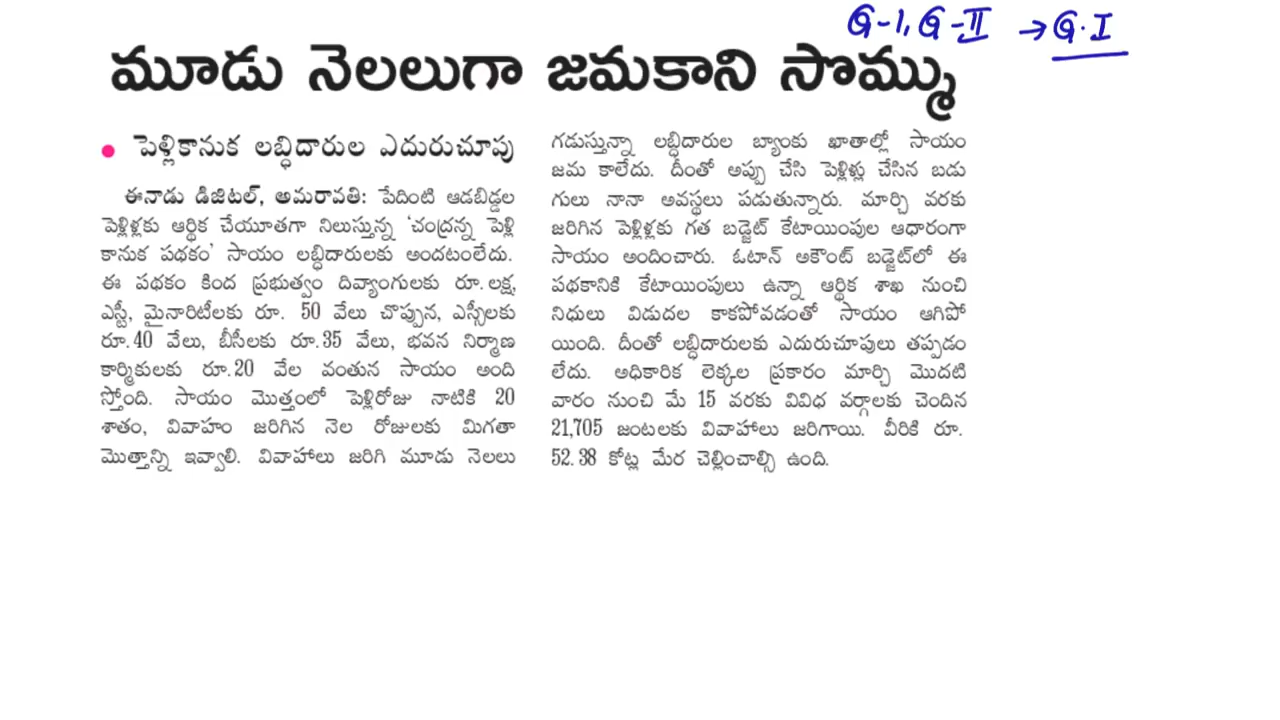 G-I, G-II → G.I
మూడు నెలలుగా జమకాని సొమ్ము
• పెళ్లికానుక లబ్ధిదారుల ఎదురుచూపు
ఈనాడు డిజిటల్, అమరావతి: పేదింటి ఆడబిడ్డల
పెళ్లిళ్లకు ఆర్థిక చేయూతగా నిలుస్తున్న ‘చంద్రన్న పెళ్లి
కానుక పథకం’ సాయం లబ్ధిదారులకు అందటంలేదు.
ఈ పథకం కింద ప్రభుత్వం దివ్యాంగులకు రూ.లక్ష,
ఎస్టీ, మైనారిటీలకు రూ. 50 వేలు చొప్పున, ఎస్సీలకు
రూ.40 వేలు, బీసీలకు రూ.35 వేలు, భవన నిర్మాణ
కార్మికులకు రూ.20 వేల వంతున సాయం అంది
స్తోంది. సాయం మొత్తంలో పెళ్లిరోజు నాటికి 20
శాతం, వివాహం జరిగిన నెల రోజులకు మిగతా
మొత్తాన్ని ఇవ్వాలి. వివాహాలు జరిగి మూడు నెలలు
గడుస్తున్నా లబ్ధిదారుల బ్యాంకు ఖాతాల్లో సాయం
జమ కాలేదు. దీంతో అప్పు చేసి పెళ్లిళ్లు చేసిన బడు
గులు నానా అవస్థలు పడుతున్నారు. మార్చి వరకు
జరిగిన పెళ్లిళ్లకు గత బడ్జెట్ కేటాయింపుల ఆధారంగా
సాయం అందించారు. ఓటాన్ అకౌంట్ బడ్జెట్‌లో ఈ
పథకానికి కేటాయింపులు ఉన్నా ఆర్థిక శాఖ నుంచి
నిధులు విడుదల కాకపోవడంతో సాయం ఆగిపో
యింది. దీంతో లబ్ధిదారులకు ఎదురుచూపులు తప్పడం
లేదు. అధికారిక లెక్కల ప్రకారం మార్చి మొదటి
వారం నుంచి మే 15 వరకు వివిధ వర్గాలకు చెందిన
21,705 జంటలకు వివాహాలు జరిగాయి. వీరికి రూ.
52.38 కోట్ల మేర చెల్లించాల్సి ఉంది.